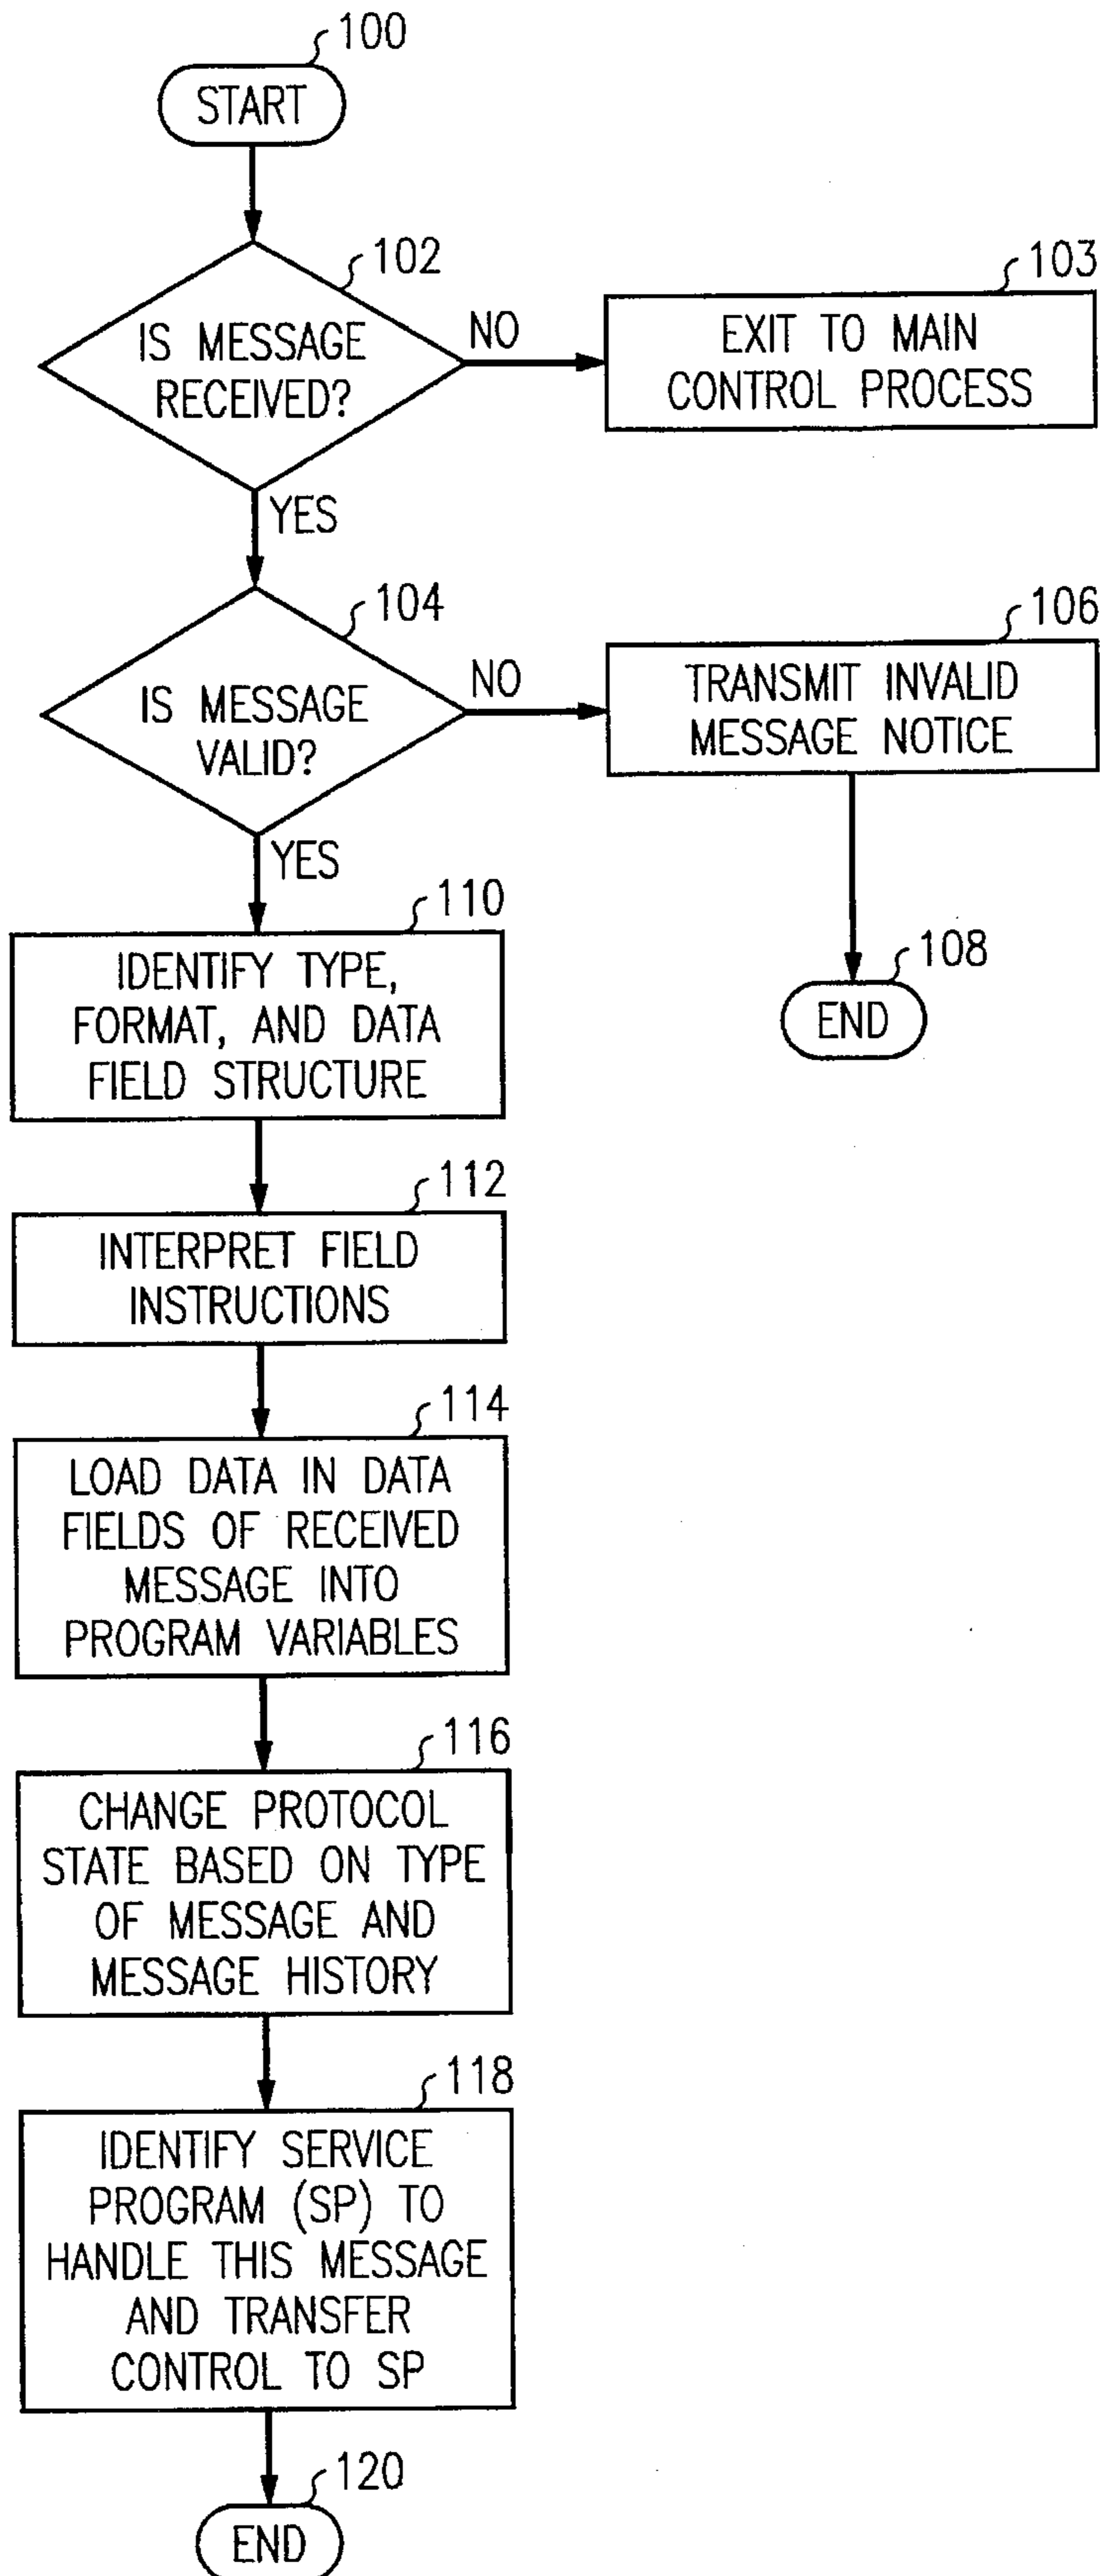 100
START
102
IS MESSAGE
RECEIVED?
NO
103
EXIT TO MAIN
CONTROL PROCESS
YES
104
IS MESSAGE
VALID?
NO
106
TRANSMIT INVALID
MESSAGE NOTICE
YES
108
END
110
IDENTIFY TYPE,
FORMAT, AND DATA
FIELD STRUCTURE
112
INTERPRET FIELD
INSTRUCTIONS
114
LOAD DATA IN DATA
FIELDS OF RECEIVED
MESSAGE INTO
PROGRAM VARIABLES
116
CHANGE PROTOCOL
STATE BASED ON TYPE
OF MESSAGE AND
MESSAGE HISTORY
118
IDENTIFY SERVICE
PROGRAM (SP) TO
HANDLE THIS MESSAGE
AND TRANSFER
CONTROL TO SP
120
END